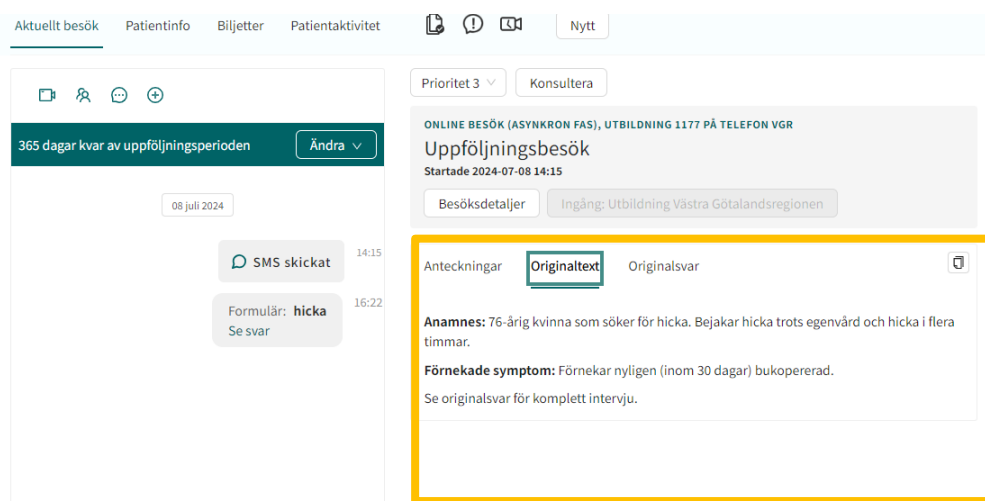 Aktuellt besök Patientinfo Biljetter Patientaktivitet Nytt
Prioritet 3 Konsultera
365 dagar kvar av uppföljningsperioden Ändra
08 juli 2024
SMS skickat 14:15
Formulär: hicka 16:22
Se svar
ONLINE BESÖK (ASYNKRON FAS), UTBILDNING 1177 PÅ TELEFON VGR
Uppföljningsbesök
Startade 2024-07-08 14:15
Besöksdetaljer Ingång: Utbildning Västra Götalandsregionen
Anteckningar Originaltext Originalsvar
Anamnes: 76-årig kvinna som söker för hicka. Bejakar hicka trots egenvård och hicka i flera
timmar.
Förnekade symptom: Förnekar nyligen (inom 30 dagar) bukopererad.
Se originalsvar för komplett intervju.